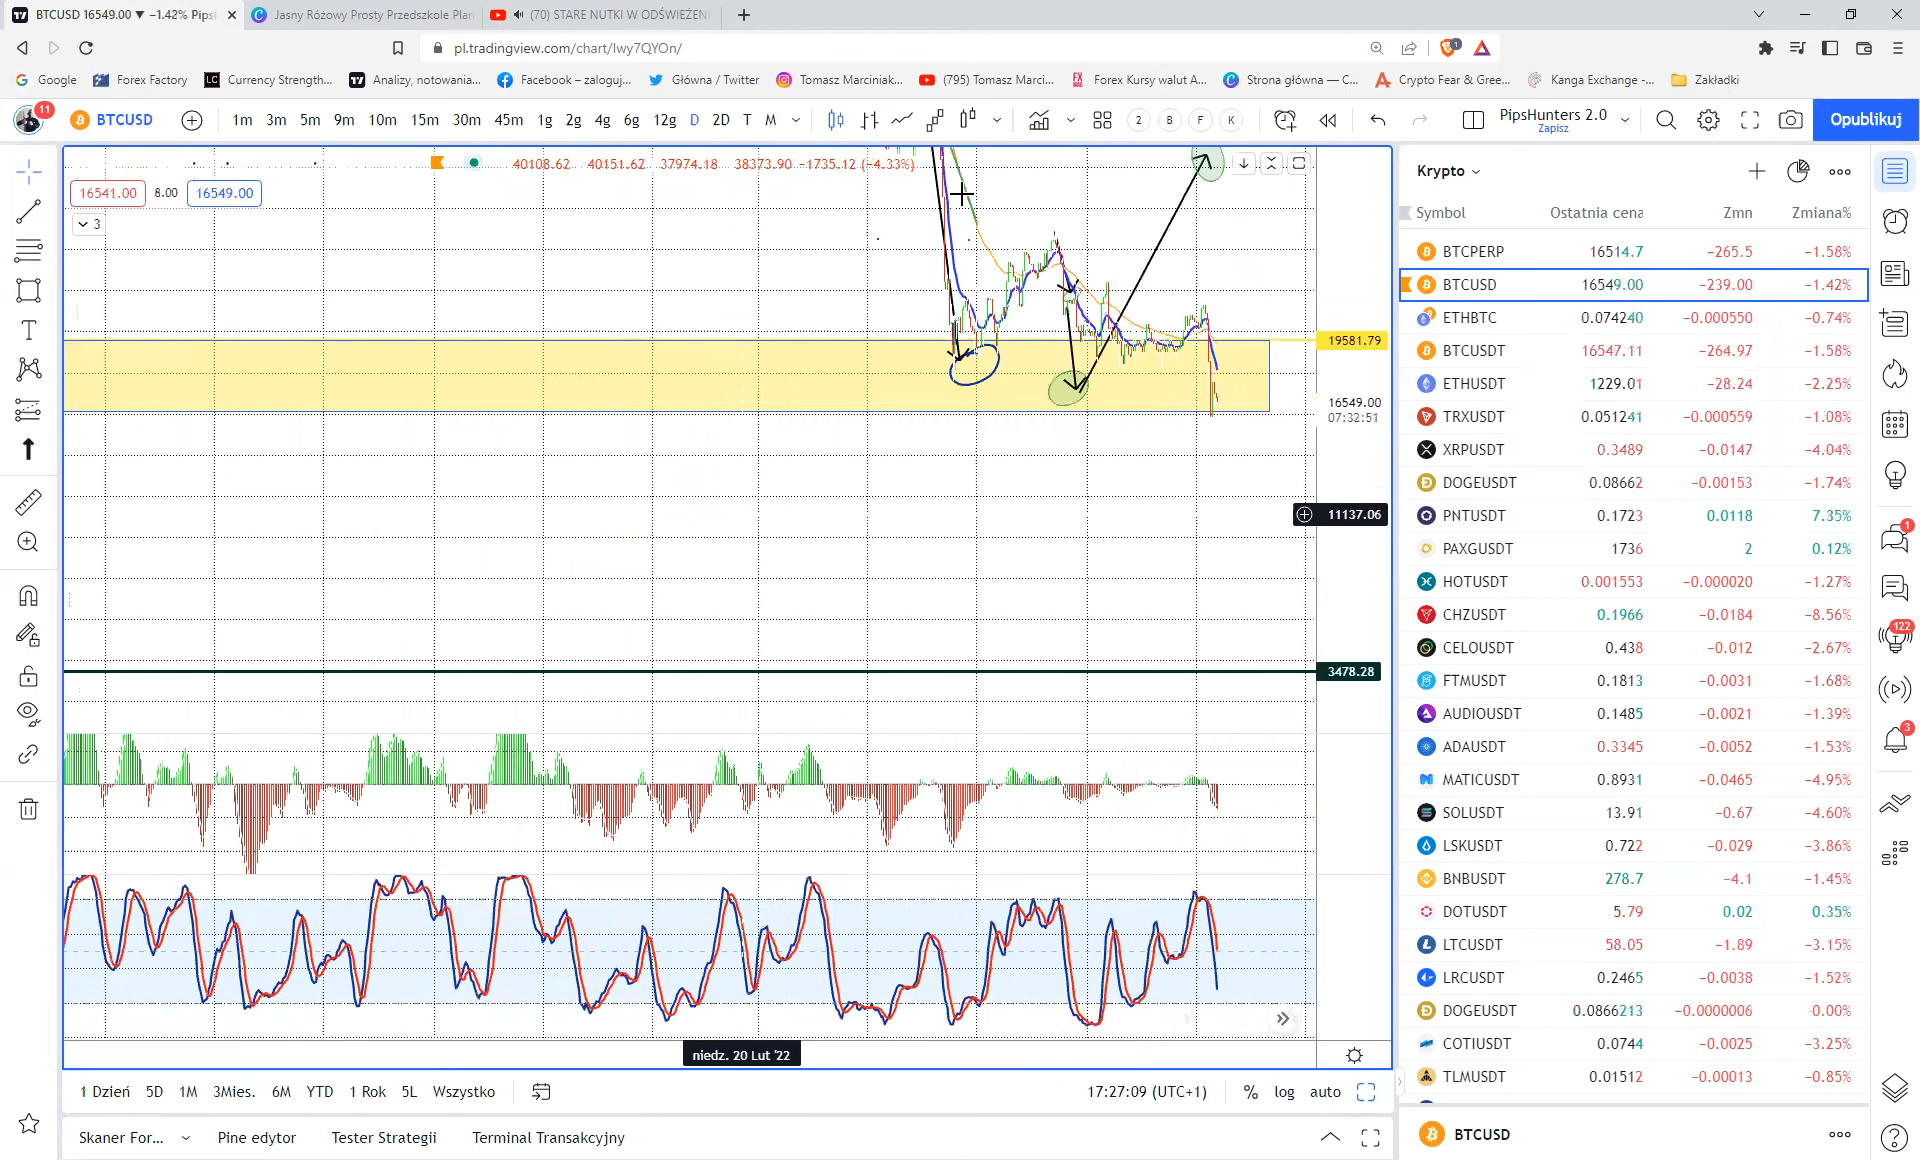 BTCUSD 16549.00 ▼ −1.42% Pips
Jasny Różowy Prosty Przedszkole Plan
(70) STARE NUTKI W ODŚWIEŻENI
pl.tradingview.com/chart/Iwy7QYOn/
1
Google
Forex Factory
Currency Strength...
Analizy, notowania...
Facebook – zaloguj...
Główna / Twitter
Tomasz Marciniak...
(795) Tomasz Marci...
Forex Kursy walut A...
Strona główna — C...
Crypto Fear & Gree...
Kanga Exchange -...
Zakładki
11
BTCUSD
1m 3m 5m 9m 10m 15m 30m 45m 1g 2g 4g 6g 12g D 2D T M
2 B F K
PipsHunters 2.0
Zapisz
Opublikuj
40108.62 40151.62 37974.18 38373.90 −1735.12 (−4.33%)
16541.00 8.00 16549.00
3
19581.79
16549.00
07:32:51
11137.06
3478.28
niedz. 20 Lut '22
1 Dzień 5D 1M 3Mies. 6M YTD 1 Rok 5L Wszystko
17:27:09 (UTC+1) % log auto
Skaner For... Pine edytor Tester Strategii Terminal Transakcyjny
Krypto
Symbol Ostatnia cena Zmn Zmiana%
BTCPERP 16514.7 −265.5 −1.58%
BTCUSD 16549.00 −239.00 −1.42%
ETHBTC 0.074240 −0.000550 −0.74%
BTCUSDT 16547.11 −264.97 −1.58%
ETHUSDT 1229.01 −28.24 −2.25%
TRXUSDT 0.051241 −0.000559 −1.08%
XRPUSDT 0.3489 −0.0147 −4.04%
DOGEUSDT 0.08662 −0.00153 −1.74%
PNTUSDT 0.1723 0.0118 7.35%
PAXGUSDT 1736 2 0.12%
HOTUSDT 0.001553 −0.000020 −1.27%
CHZUSDT 0.1966 −0.0184 −8.56%
CELOUSDT 0.438 −0.012 −2.67%
FTMUSDT 0.1813 −0.0031 −1.68%
AUDIOUSDT 0.1485 −0.0021 −1.39%
ADAUSDT 0.3345 −0.0052 −1.53%
MATICUSDT 0.8931 −0.0465 −4.95%
SOLUSDT 13.91 −0.67 −4.60%
LSKUSDT 0.722 −0.029 −3.86%
BNBUSDT 278.7 −4.1 −1.45%
DOTUSDT 5.79 0.02 0.35%
LTCUSDT 58.05 −1.89 −3.15%
LRCUSDT 0.2465 −0.0038 −1.52%
DOGEUSDT 0.0866213 −0.0000006 −0.00%
COTIUSDT 0.0744 −0.0025 −3.25%
TLMUSDT 0.01512 −0.00013 −0.85%
BTCUSD
1
122
3